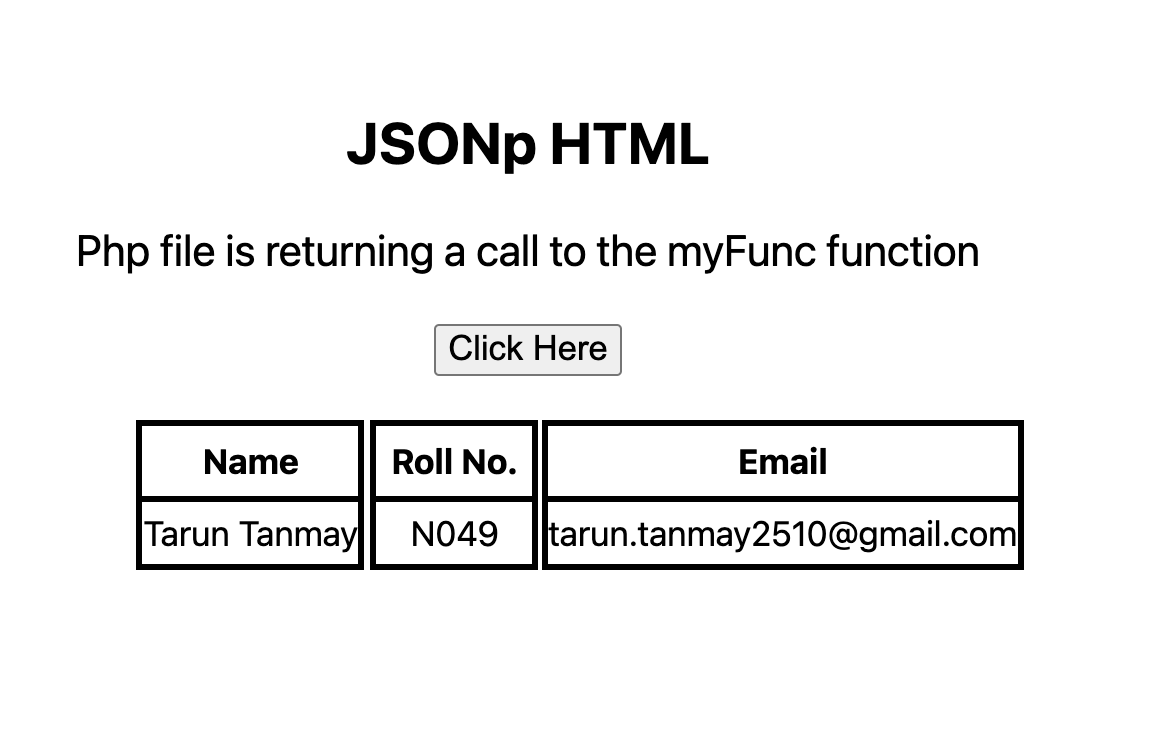 JSONp HTML
Php file is returning a call to the myFunc function
Click Here
Name Roll No. Email
Tarun Tanmay N049 tarun.tanmay2510@gmail.com